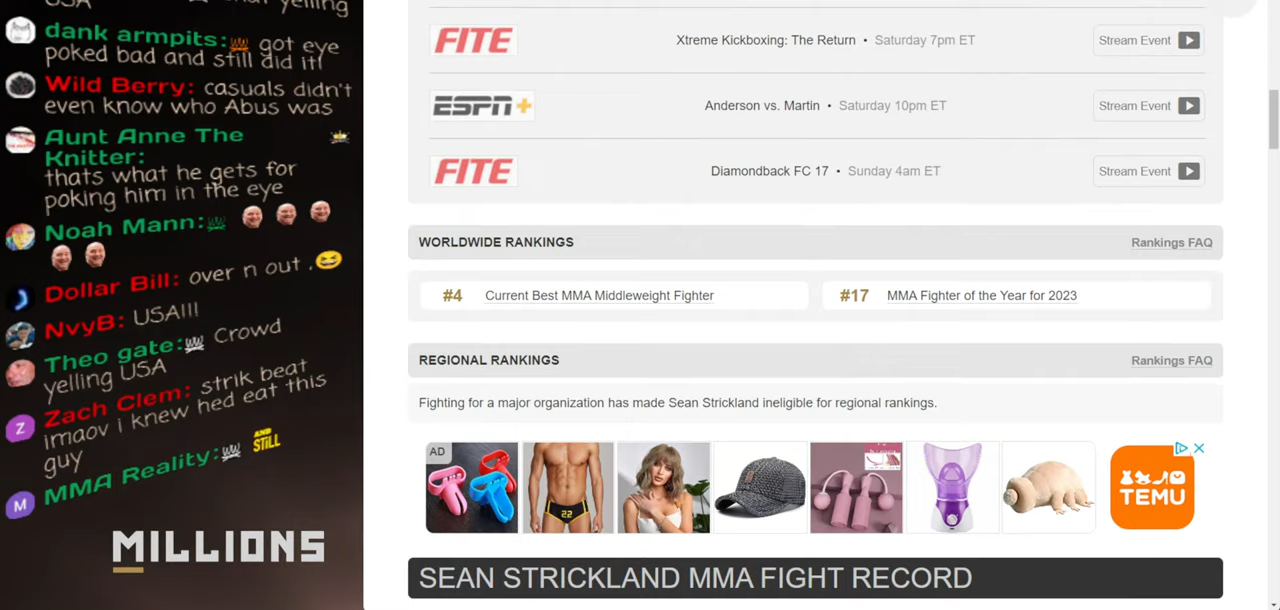 USA
yelling
dank armpits: got eye
poked bad and still did it!
Wild Berry: casuals didn't
even know who Abus was
Aunt Anne The
Knitter:
thats what he gets for
poking him in the eye
Noah Mann:
Dollar Bill: over n out .
NvyB: USA!!!
Theo gate: Crowd
yelling USA
Zach Clem: strik beat
imaov i knew hed eat this
guy
Z
MMA Reality: AND STILL
M
MILLIONS
FITE Xtreme Kickboxing: The Return • Saturday 7pm ET Stream Event
ESPN+ Anderson vs. Martin • Saturday 10pm ET Stream Event
FITE Diamondback FC 17 • Sunday 4am ET Stream Event
WORLDWIDE RANKINGS Rankings FAQ
#4 Current Best MMA Middleweight Fighter #17 MMA Fighter of the Year for 2023
REGIONAL RANKINGS Rankings FAQ
Fighting for a major organization has made Sean Strickland ineligible for regional rankings.
AD
22
TEMU
SEAN STRICKLAND MMA FIGHT RECORD